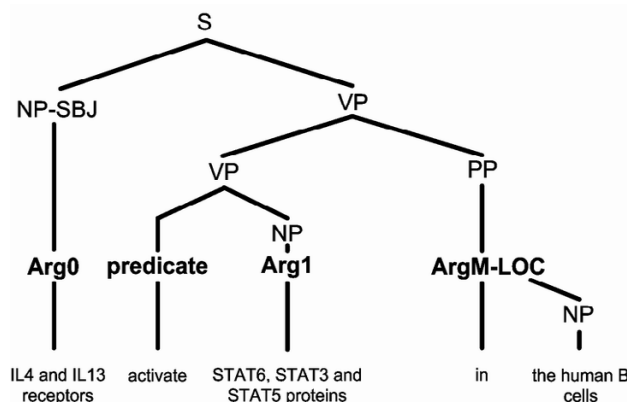 S
NP-SBJ
VP
VP
PP
NP
Arg0 predicate Arg1 ArgM-LOC
NP
IL4 and IL13 activate STAT6, STAT3 and in the human B
receptors STAT5 proteins cells